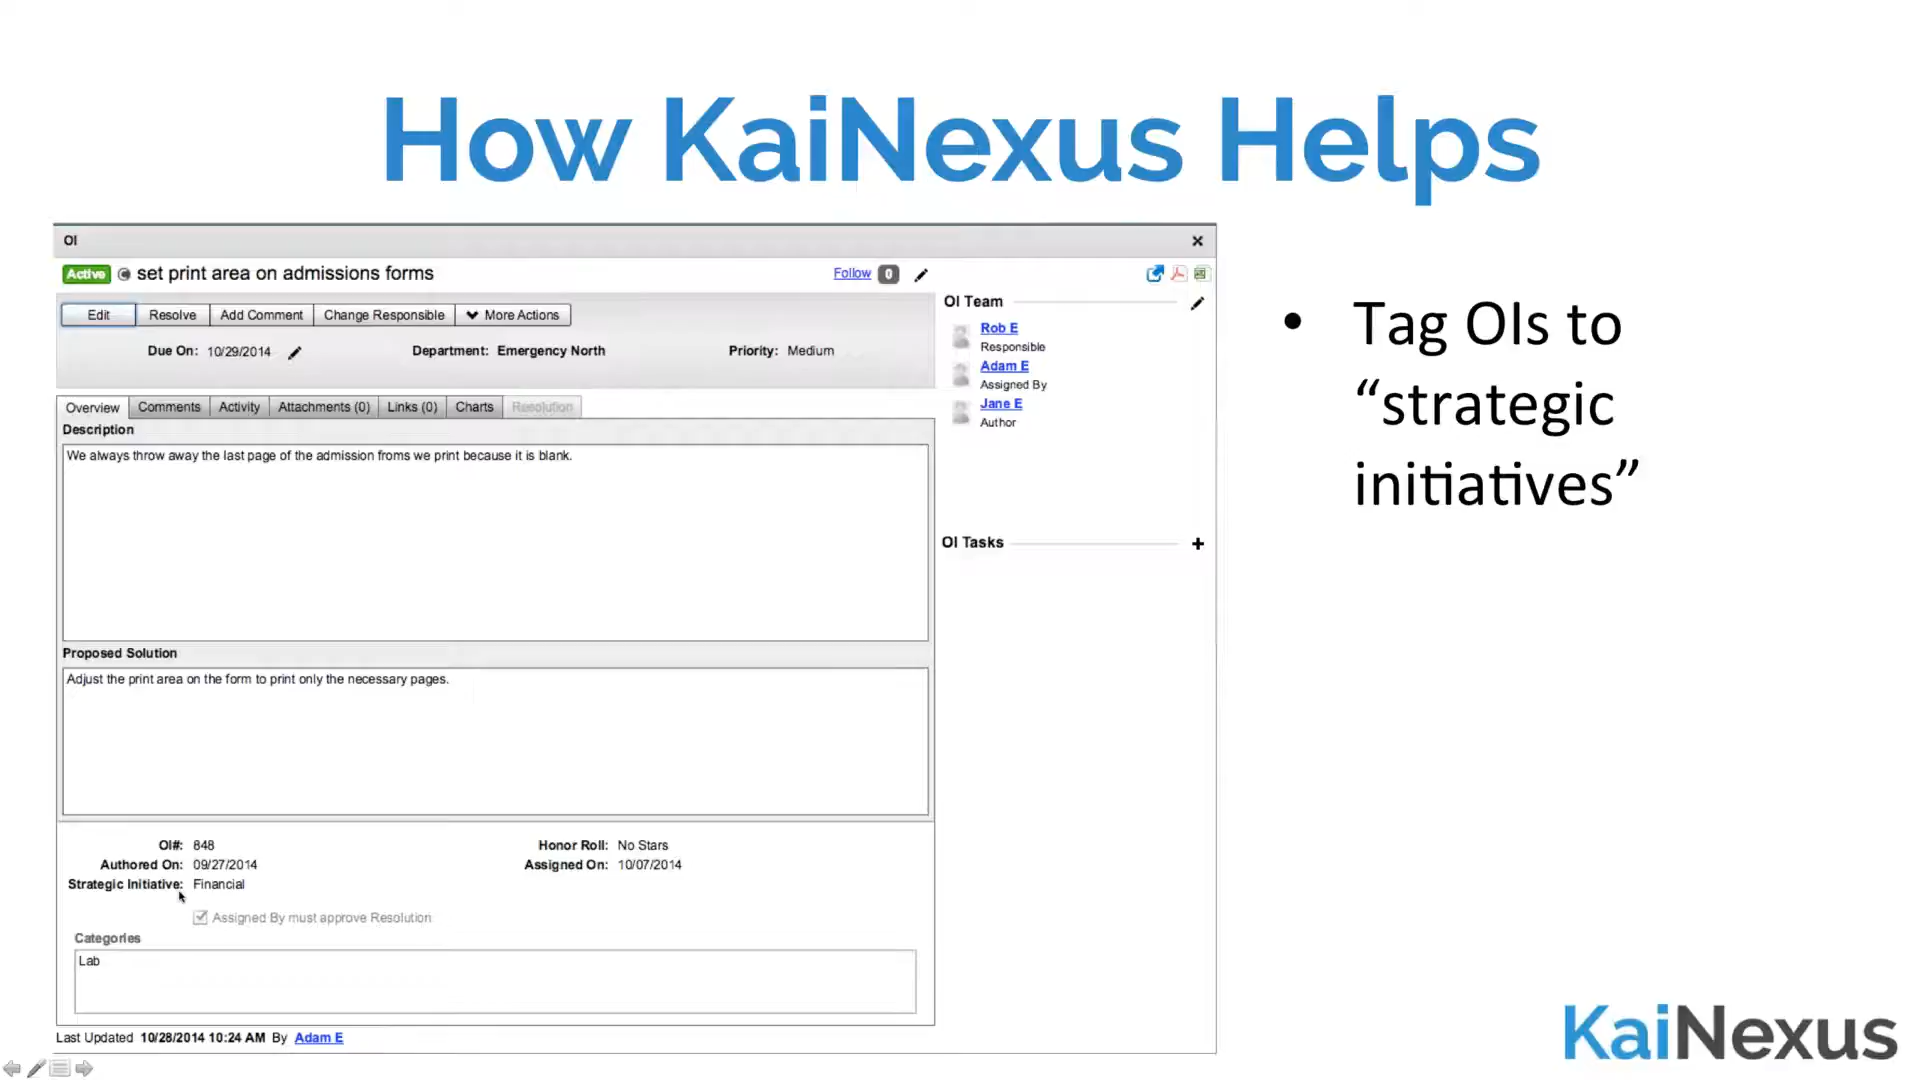 How KaiNexus Helps
OI
Active set print area on admissions forms
Follow 0
Edit Resolve Add Comment Change Responsible More Actions
Due On: 10/29/2014 Department: Emergency North Priority: Medium
OI Team
Rob E
Responsible
Adam E
Assigned By
Jane E
Author
OI Tasks
Overview Comments Activity Attachments (0) Links (0) Charts Resolution
Description
We always throw away the last page of the admission froms we print because it is blank.
Proposed Solution
Adjust the print area on the form to print only the necessary pages.
OI#: 848 Honor Roll: No Stars
Authored On: 09/27/2014 Assigned On: 10/07/2014
Strategic Initiative: Financial
Assigned By must approve Resolution
Categories
Lab
Last Updated 10/28/2014 10:24 AM By Adam E
• Tag OIs to
“strategic
initiatives”
KaiNexus